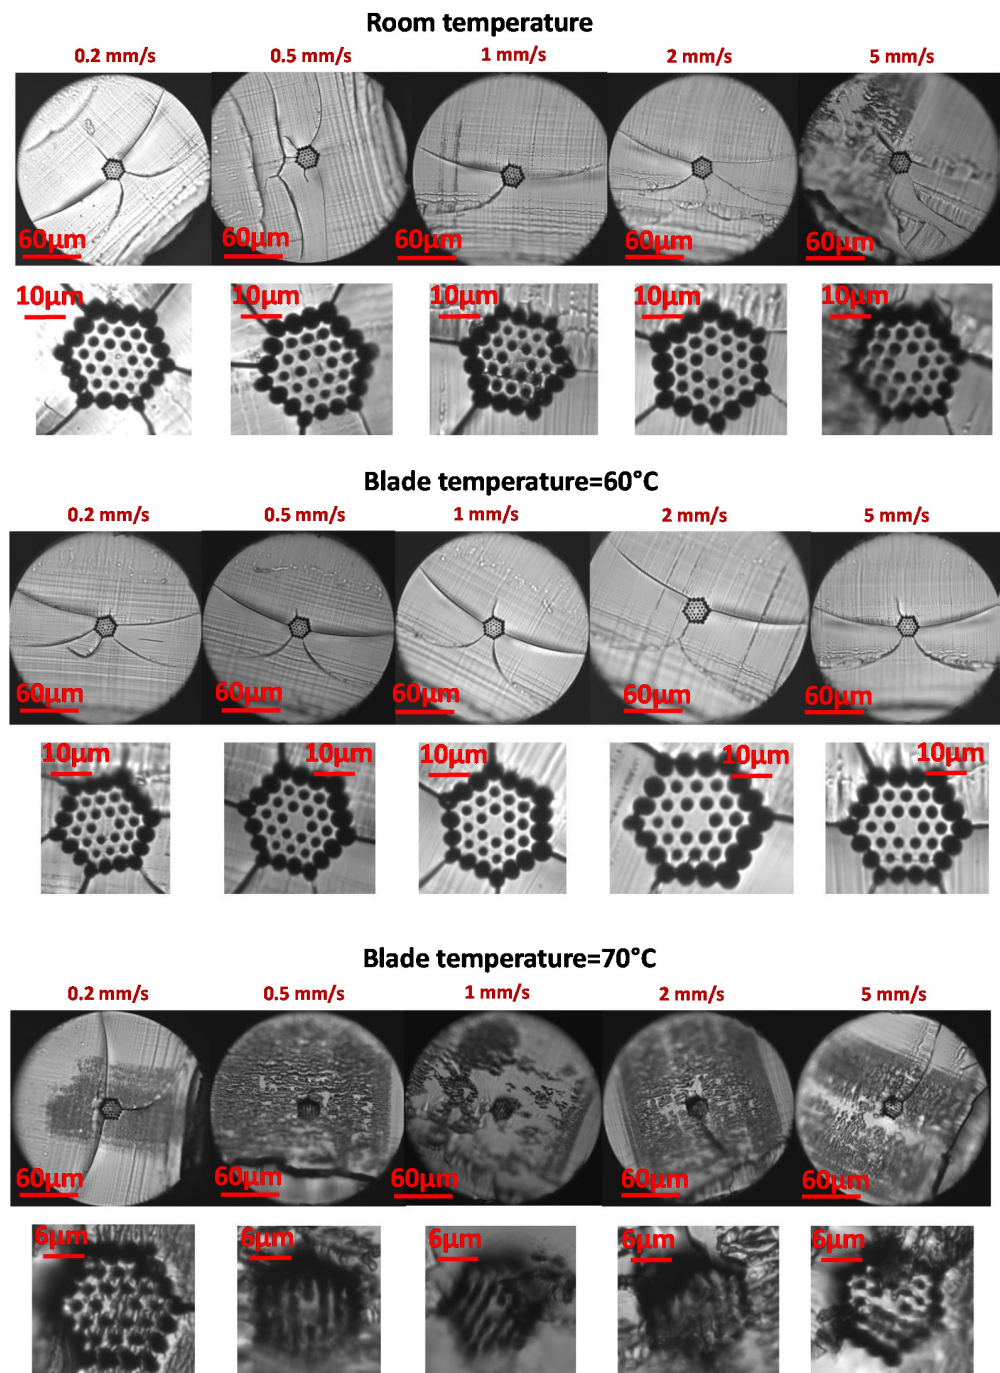 Room temperature
0.2 mm/s 0.5 mm/s 1 mm/s 2 mm/s 5 mm/s
60µm 60µm 60µm 60µm 60µm
10µm 10µm 10µm 10µm 10µm
Blade temperature=60°C
0.2 mm/s 0.5 mm/s 1 mm/s 2 mm/s 5 mm/s
60µm 60µm 60µm 60µm 60µm
10µm 10µm 10µm 10µm 10µm
Blade temperature=70°C
0.2 mm/s 0.5 mm/s 1 mm/s 2 mm/s 5 mm/s
60µm 60µm 60µm 60µm 60µm
6µm 6µm 6µm 6µm 6µm